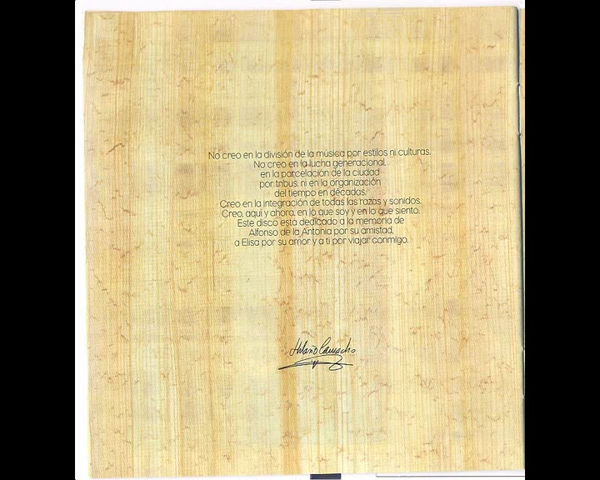 No creo en la división de la música por estilos ni culturas.
No creo en la lucha generacional,
en la parcelación de la ciudad
por tribus, ni en la organización
del tiempo en décadas.
Creo en la integración de todas las razas y sonidos.
Creo, aquí y ahora, en lo que soy y en lo que siento.
Este disco está dedicado a la memoria de
Alfonso de la Antonia por su amistad,
a Elisa por su amor y a ti por viajar conmigo.
Hilario Camacho